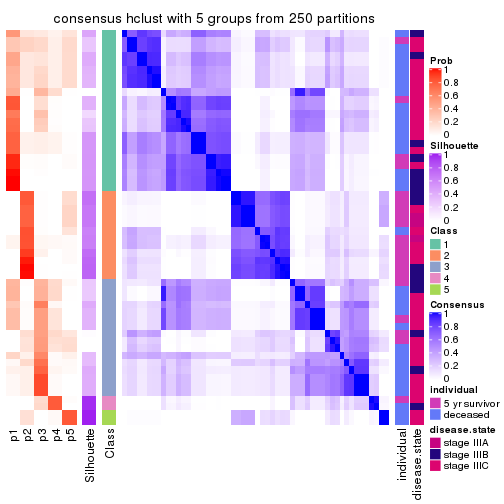 consensus hclust with 5 groups from 250 partitions
Prob
1
0.8
0.6
0.4
0.2
0
Silhouette
1
0.8
0.6
0.4
0.2
0
Class
1
2
3
4
5
Consensus
1
0.8
0.6
0.4
0.2
0
individual
5 yr survivor
deceased
disease.state
stage IIIA
stage IIIB
stage IIIC
p1
p2
p3
p4
p5
Silhouette
Class
individual
disease.state